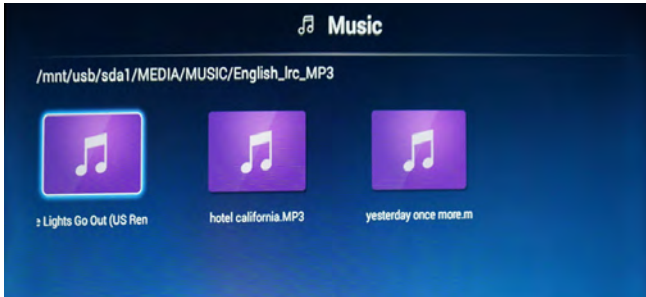 Music
/mnt/usb/sda1/MEDIA/MUSIC/English_lrc_MP3
e Lights Go Out (US Ren
hotel california.MP3
yesterday once more.m